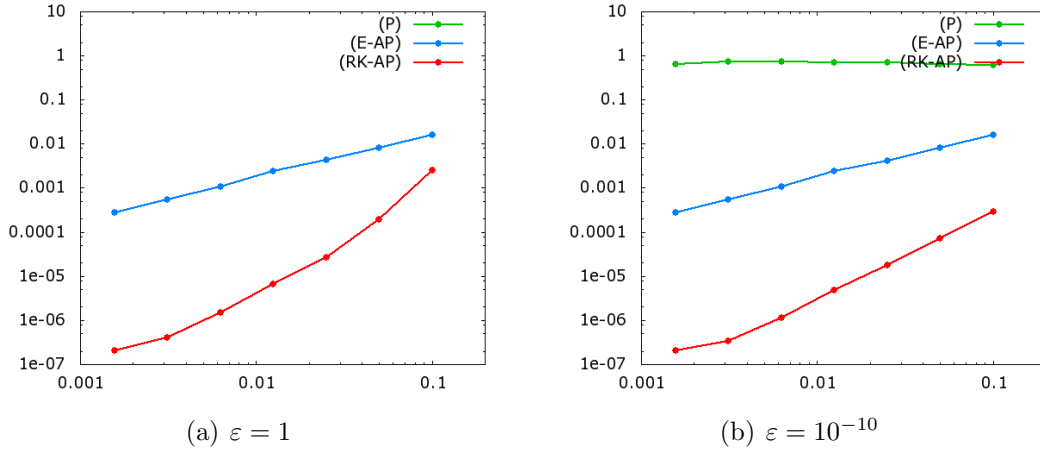 10
1
0.1
0.01
0.001
0.0001
1e-05
1e-06
1e-07
0.001
0.01
0.1
(P)
(E-AP)
(RK-AP)
(a) ε = 1
10
1
0.1
0.01
0.001
0.0001
1e-05
1e-06
1e-07
0.001
0.01
0.1
(P)
(E-AP)
(RK-AP)
(b) ε = 10⁻¹⁰